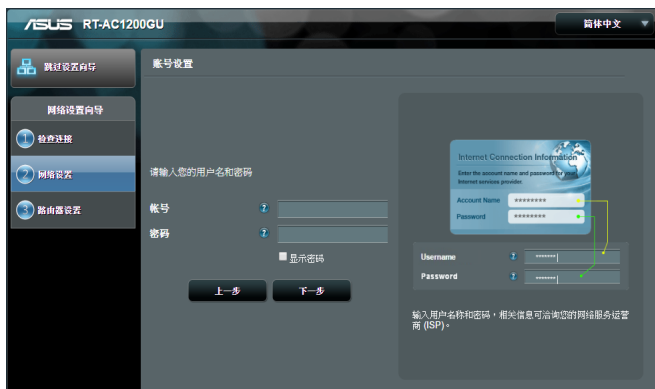 ASUS RT-AC1200GU
简体中文
跳过设置向导
账号设置
网络设置向导
1 检查连接
2 网络设置
3 路由器设置
请输入您的用户名和密码
帐号 ?
密码 ?
显示密码
上一步 下一步
Internet Connection Information
Enter the account name and password for your
Internet services provider.
Account Name ********
Password ********
Username ? *******
Password ? *******
输入用户名称和密码，相关信息可洽询您的网络服务运营
商 (ISP)。